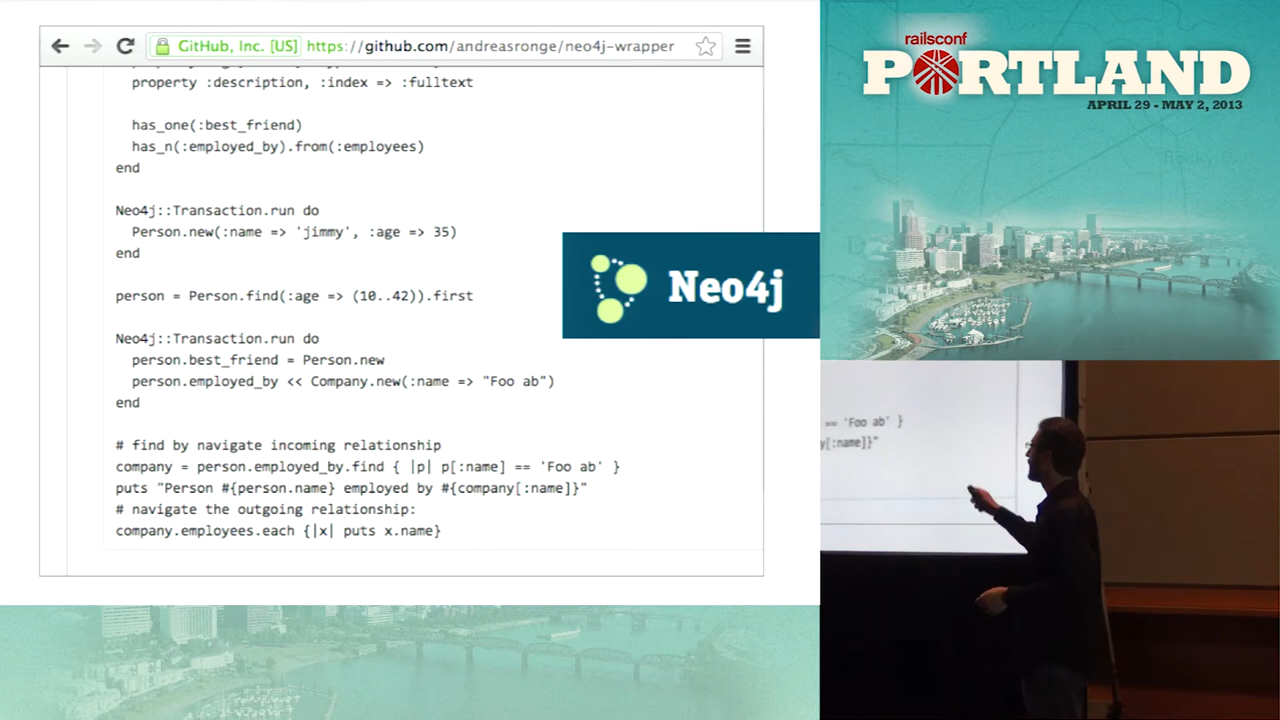 GitHub, Inc. [US] https://github.com/andreasronge/neo4j-wrapper
property :description, :index => :fulltext
has_one(:best_friend)
has_n(:employed_by).from(:employees)
end
Neo4j::Transaction.run do
Person.new(:name => 'jimmy', :age => 35)
end
person = Person.find(:age => (10..42)).first
Neo4j::Transaction.run do
person.best_friend = Person.new
person.employed_by << Company.new(:name => "Foo ab")
end
# find by navigate incoming relationship
company = person.employed_by.find { |p| p[:name] == 'Foo ab' }
puts "Person #{person.name} employed by #{company[:name]}"
# navigate the outgoing relationship:
company.employees.each {|x| puts x.name}
Neo4j
railsconf
PORTLAND
APRIL 29 - MAY 2, 2013
== 'Foo ab' }
y[:name]}"